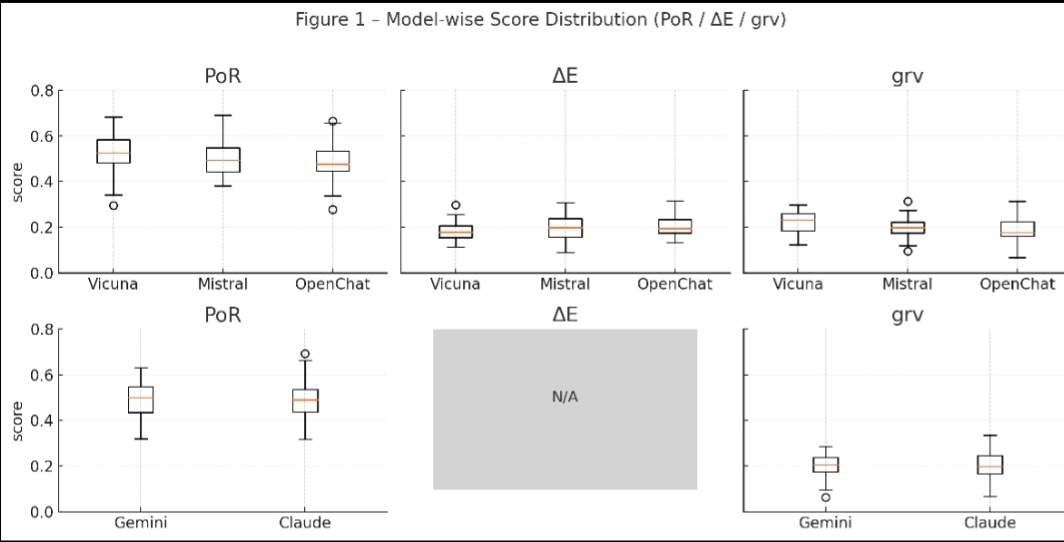 Figure 1 – Model-wise Score Distribution (PoR / ΔE / grv)
PoR
ΔE
grv
0.8
0.6
0.4
0.2
0.0
score
Vicuna
Mistral
OpenChat
Vicuna
Mistral
OpenChat
Vicuna
Mistral
OpenChat
PoR
ΔE
grv
0.8
0.6
0.4
0.2
0.0
score
N/A
Gemini
Claude
Gemini
Claude